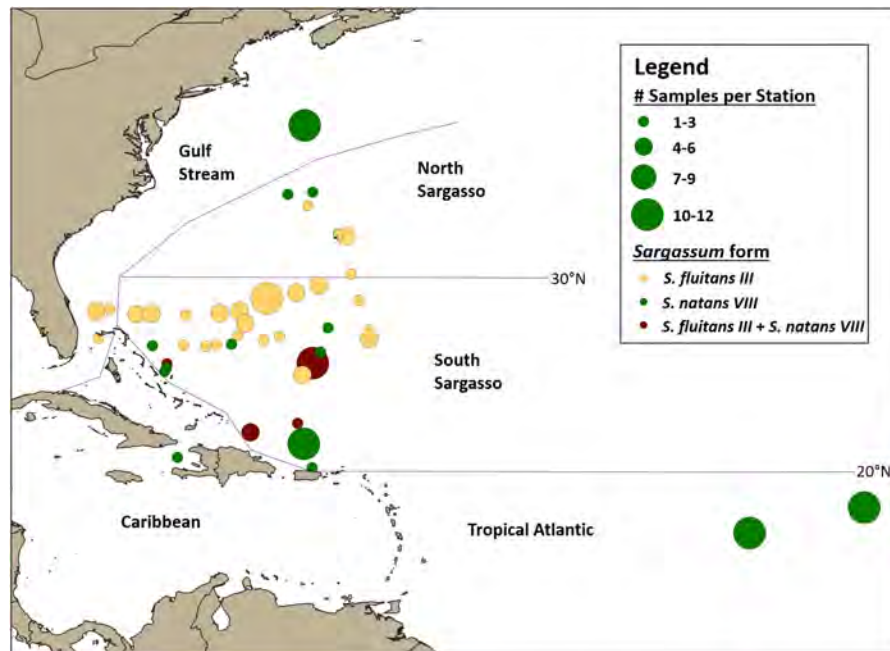 Legend
# Samples per Station
1-3
4-6
7-9
10-12
Sargassum form
S. fluitans III
S. natans VIII
S. fluitans III + S. natans VIII
Gulf
Stream
North
Sargasso
30°N
South
Sargasso
20°N
Caribbean
Tropical Atlantic